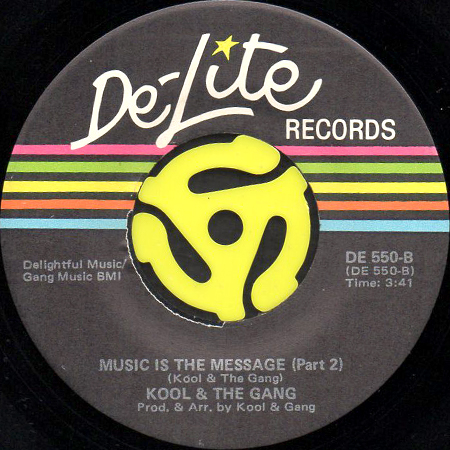 De-Lite
RECORDS
Delightful Music/
Gang Music BMI
DE 550-B
(DE 550-B)
Time: 3:41
MUSIC IS THE MESSAGE (Part 2)
(Kool & The Gang)
KOOL & THE GANG
Prod. & Arr. by Kool & Gang